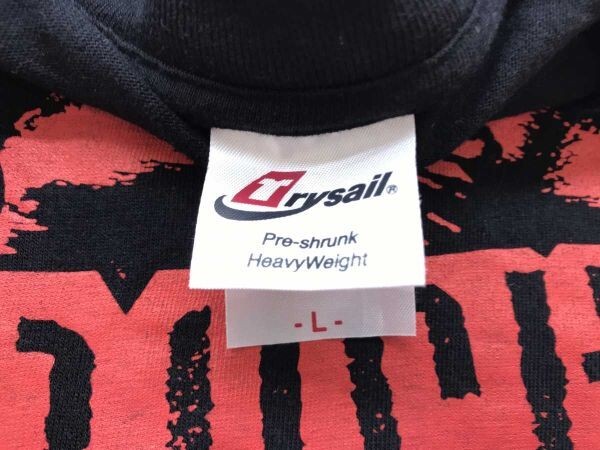 Trysail®
Pre-shrunk
HeavyWeight
- L -